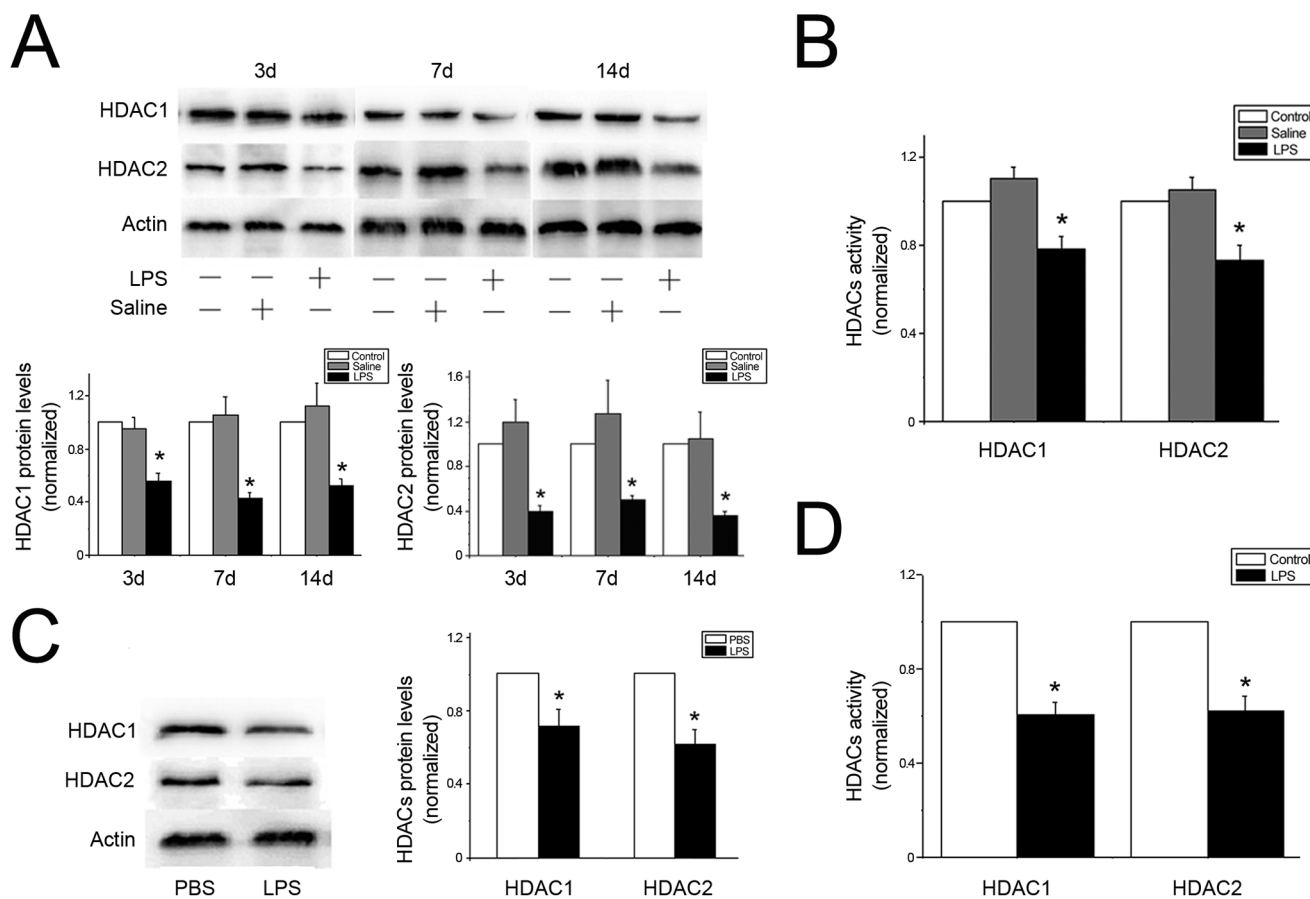 A
3d 7d 14d
HDAC1
HDAC2
Actin
LPS — — + — — + — — +
Saline — + — — + — — + —
Control
Saline
LPS
HDAC1 protein levels
(normalized)
1.2
0.8
0.4
0
* * *
3d 7d 14d
Control
Saline
LPS
HDAC2 protein levels
(normalized)
1.6
1.2
0.8
0.4
0
* * *
3d 7d 14d
B
Control
Saline
LPS
HDACs activity
(normalized)
1.2
0.8
0.4
0
* *
HDAC1 HDAC2
C
HDAC1
HDAC2
Actin
PBS LPS
PBS
LPS
HDACs protein levels
(normalized)
1.2
0.8
0.4
0
* *
HDAC1 HDAC2
D
Control
LPS
HDACs activity
(normalized)
1.2
0.8
0.4
0
* *
HDAC1 HDAC2